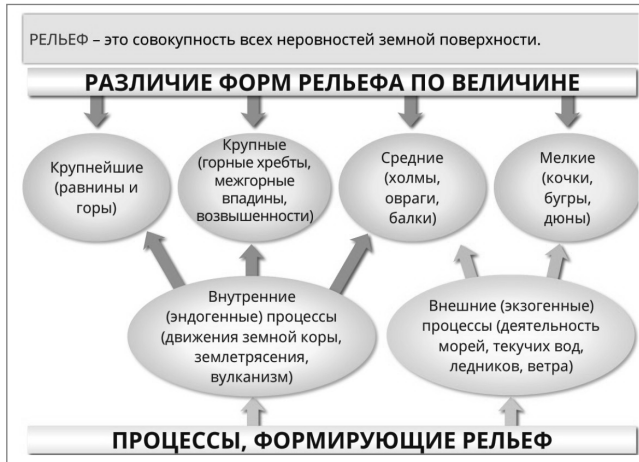 РЕЛЬЕФ – это совокупность всех неровностей земной поверхности.
РАЗЛИЧИЕ ФОРМ РЕЛЬЕФА ПО ВЕЛИЧИНЕ
Крупнейшие
(равнины и
горы)
Крупные
(горные хребты,
межгорные
впадины,
возвышенности)
Средние
(холмы,
овраги,
балки)
Мелкие
(кочки,
бугры,
дюны)
Внутренние
(эндогенные) процессы
(движения земной коры,
землетрясения,
вулканизм)
Внешние (экзогенные)
процессы (деятельность
морей, текучих вод,
ледников, ветра)
ПРОЦЕССЫ, ФОРМИРУЮЩИЕ РЕЛЬЕФ